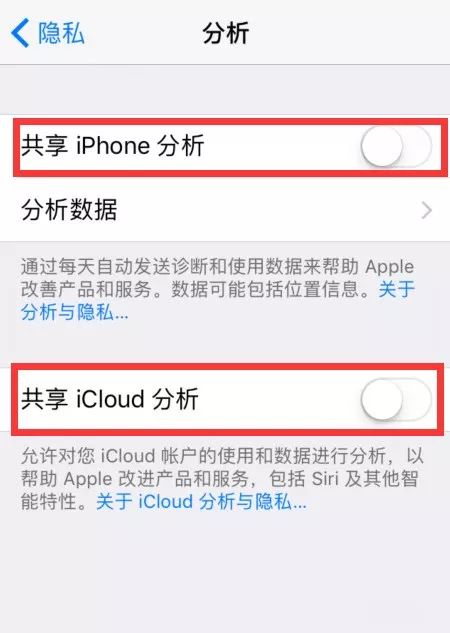 隐私
分析
共享 iPhone 分析
分析数据
通过每天自动发送诊断和使用数据来帮助 Apple
改善产品和服务。数据可能包括位置信息。关于
分析与隐私...
共享 iCloud 分析
允许对您 iCloud 帐户的使用和数据进行分析，以
帮助 Apple 改进产品和服务，包括 Siri 及其他智
能特性。关于 iCloud 分析与隐私...